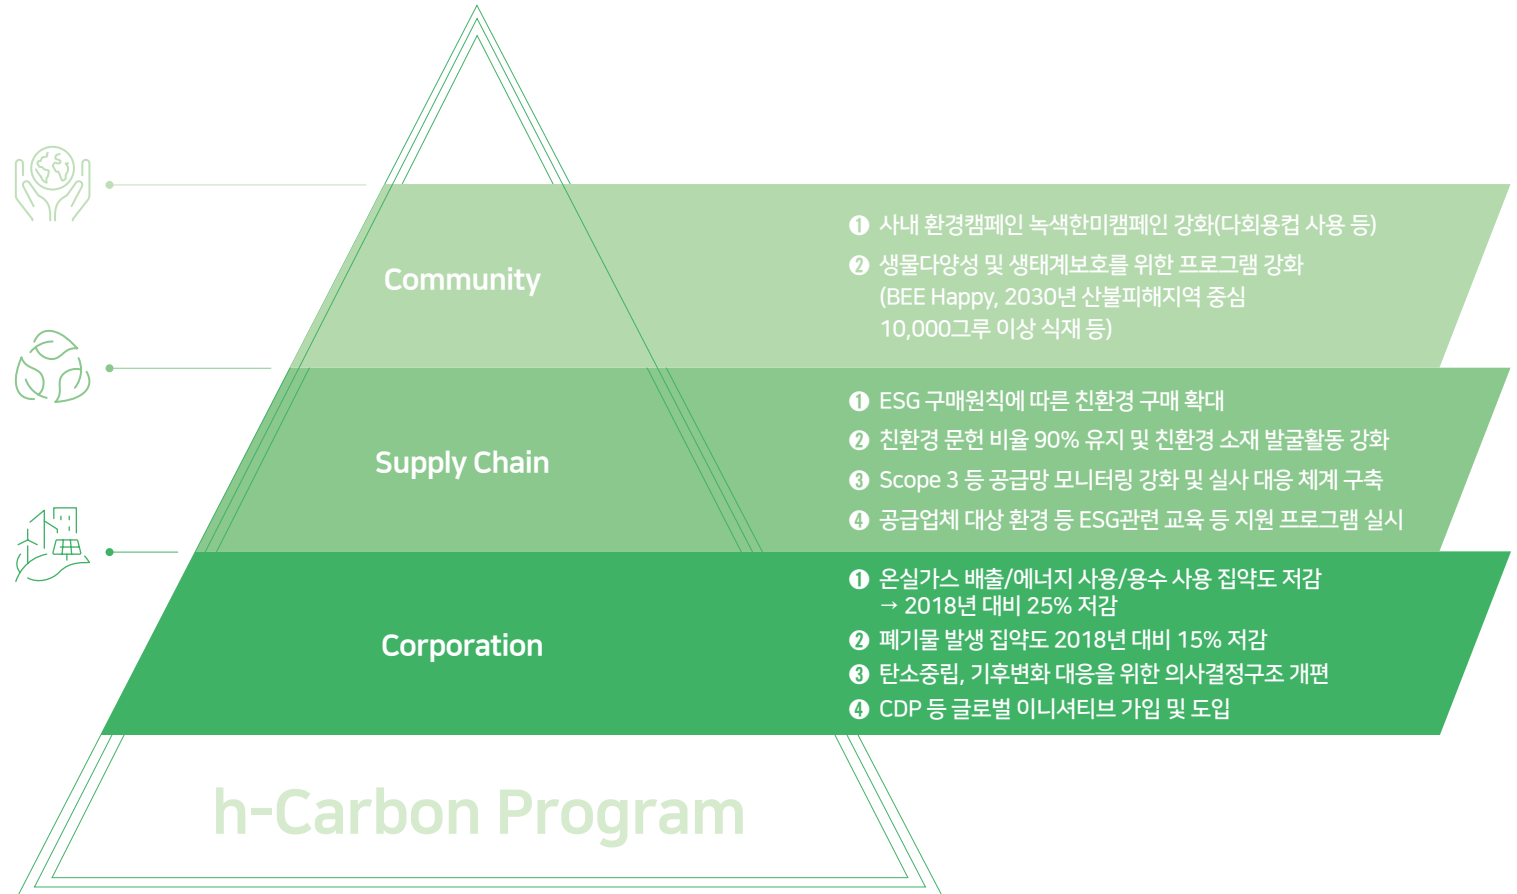 Community
❶ 사내 환경캠페인 녹색한미캠페인 강화(다회용컵 사용 등)
❷ 생물다양성 및 생태계보호를 위한 프로그램 강화
(BEE Happy, 2030년 산불피해지역 중심
10,000그루 이상 식재 등)
Supply Chain
❶ ESG 구매원칙에 따른 친환경 구매 확대
❷ 친환경 문헌 비율 90% 유지 및 친환경 소재 발굴활동 강화
❸ Scope 3 등 공급망 모니터링 강화 및 실사 대응 체계 구축
❹ 공급업체 대상 환경 등 ESG관련 교육 등 지원 프로그램 실시
Corporation
❶ 온실가스 배출/에너지 사용/용수 사용 집약도 저감
→ 2018년 대비 25% 저감
❷ 폐기물 발생 집약도 2018년 대비 15% 저감
❸ 탄소중립, 기후변화 대응을 위한 의사결정구조 개편
❹ CDP 등 글로벌 이니셔티브 가입 및 도입
h-Carbon Program